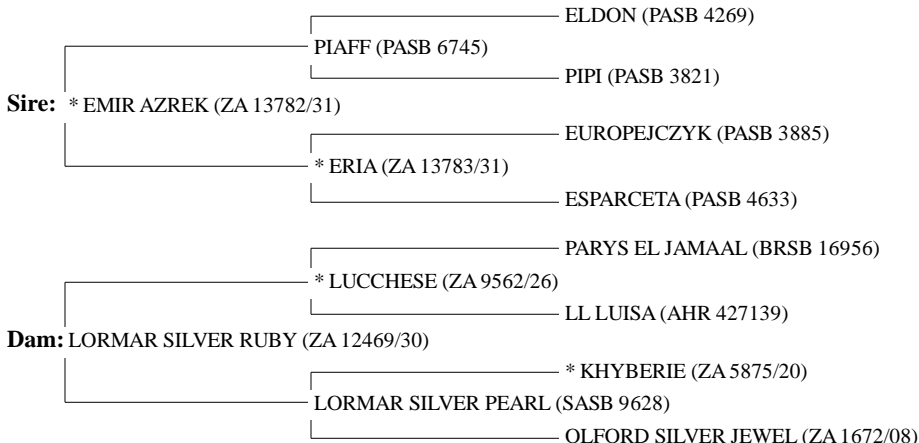 ELDON (PASB 4269)
PIAFF (PASB 6745)
PIPI (PASB 3821)
Sire: * EMIR AZREK (ZA 13782/31)
EUROPEJCZYK (PASB 3885)
* ERIA (ZA 13783/31)
ESPARCETA (PASB 4633)
PARYS EL JAMAAL (BRSB 16956)
* LUCCHESE (ZA 9562/26)
LL LUISA (AHR 427139)
Dam: LORMAR SILVER RUBY (ZA 12469/30)
* KHYBERIE (ZA 5875/20)
LORMAR SILVER PEARL (SASB 9628)
OLFORD SILVER JEWEL (ZA 1672/08)